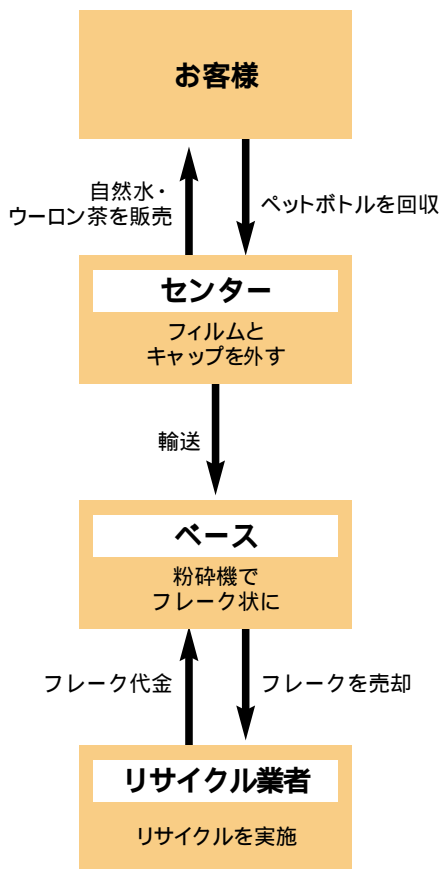 お客様
自然水・
ウーロン茶を販売
ペットボトルを回収
センター
フィルムと
キャップを外す
輸送
ベース
粉砕機で
フレーク状に
フレーク代金
フレークを売却
リサイクル業者
リサイクルを実施